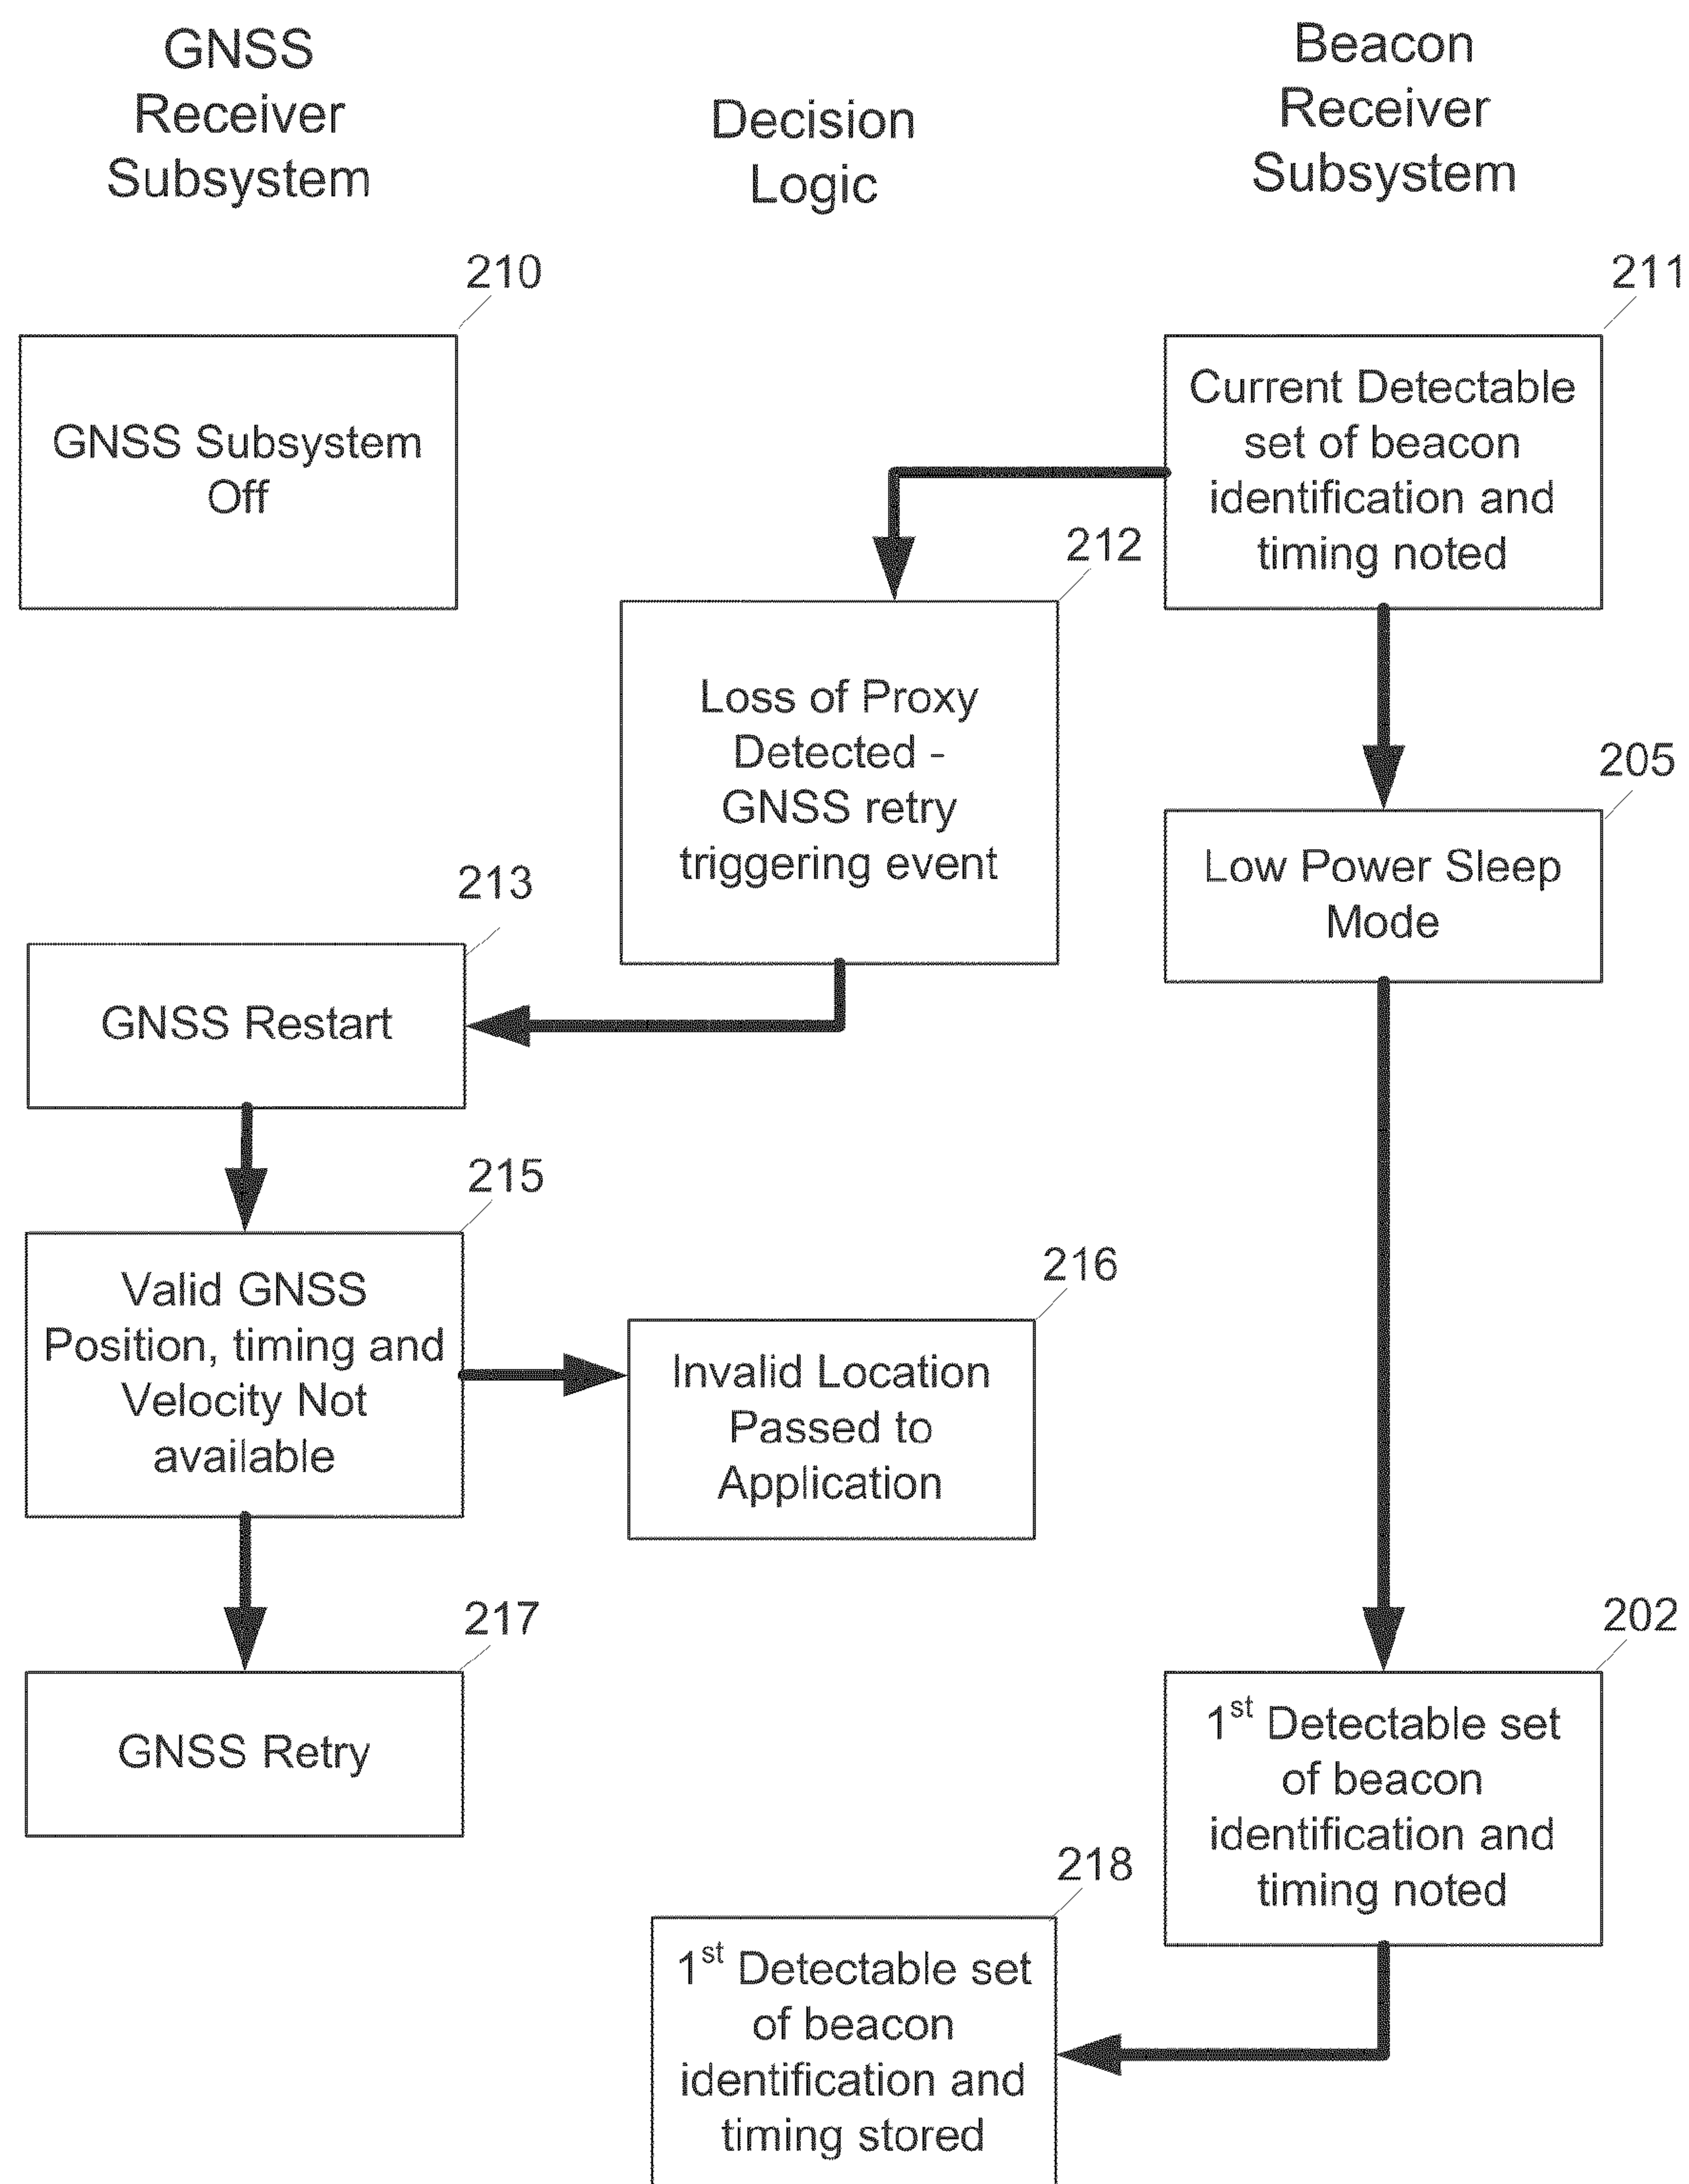 GNSS
Receiver
Subsystem
Decision
Logic
Beacon
Receiver
Subsystem
210
GNSS Subsystem
Off
211
Current Detectable
set of beacon
identification and
timing noted
212
Loss of Proxy
Detected -
GNSS retry
triggering event
205
Low Power Sleep
Mode
213
GNSS Restart
215
Valid GNSS
Position, timing and
Velocity Not
available
216
Invalid Location
Passed to
Application
217
GNSS Retry
202
1st Detectable set
of beacon
identification and
timing noted
218
1st Detectable set
of beacon
identification and
timing stored